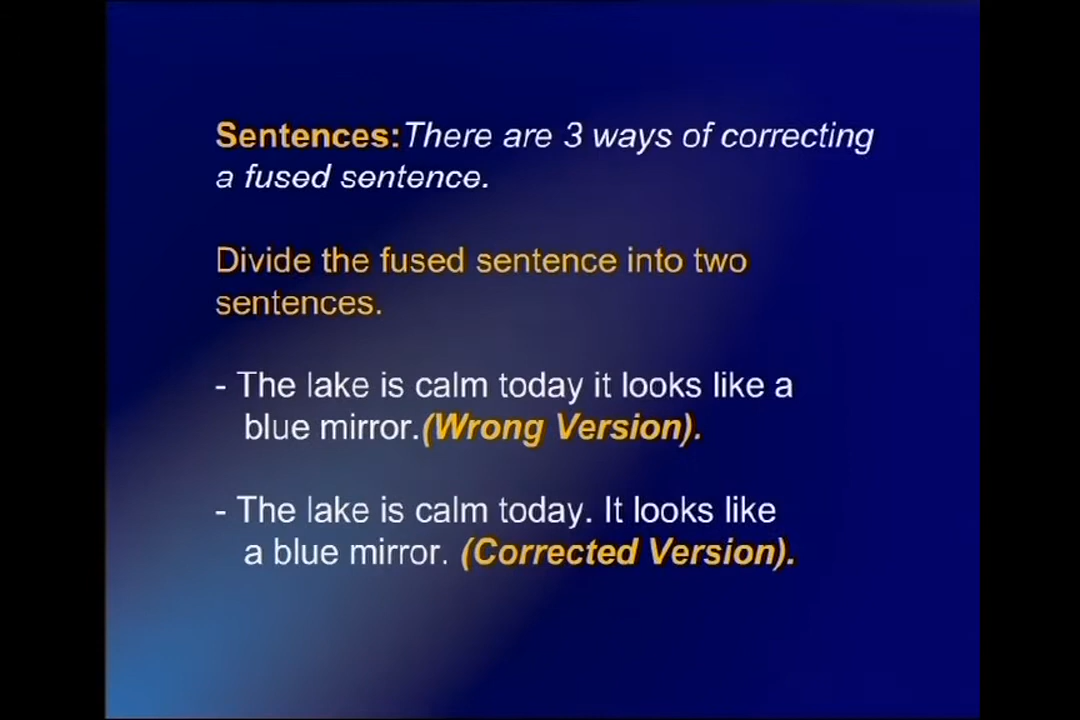 Sentences:There are 3 ways of correcting
a fused sentence.
Divide the fused sentence into two
sentences.
- The lake is calm today it looks like a
blue mirror.(Wrong Version).
- The lake is calm today. It looks like
a blue mirror. (Corrected Version).